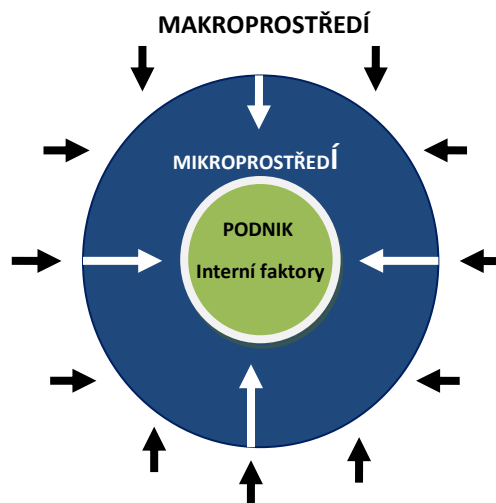 MAKROPROSTŘEDÍ
MIKROPROSTŘEDÍ
PODNIK
Interní faktory